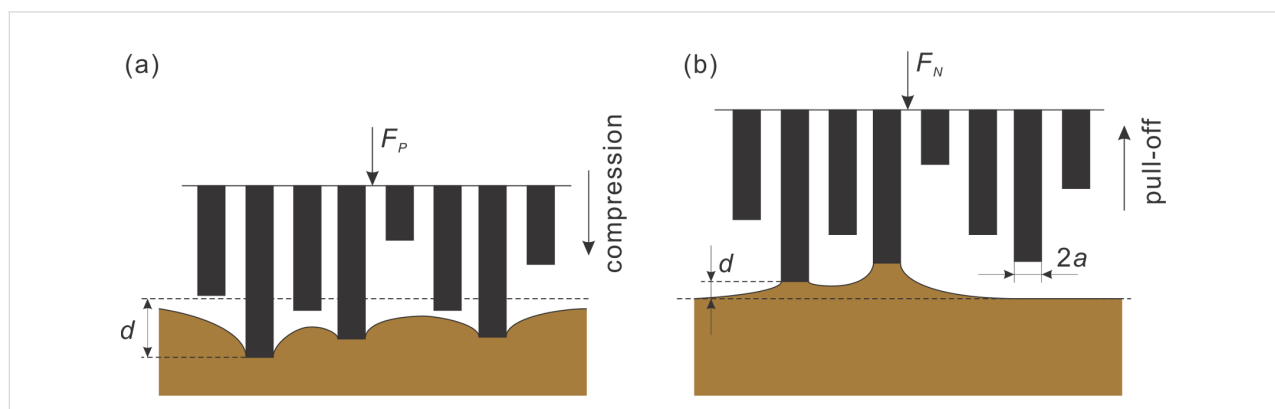 (a)
F_P
compression
d
(b)
F_N
pull-off
d
2a